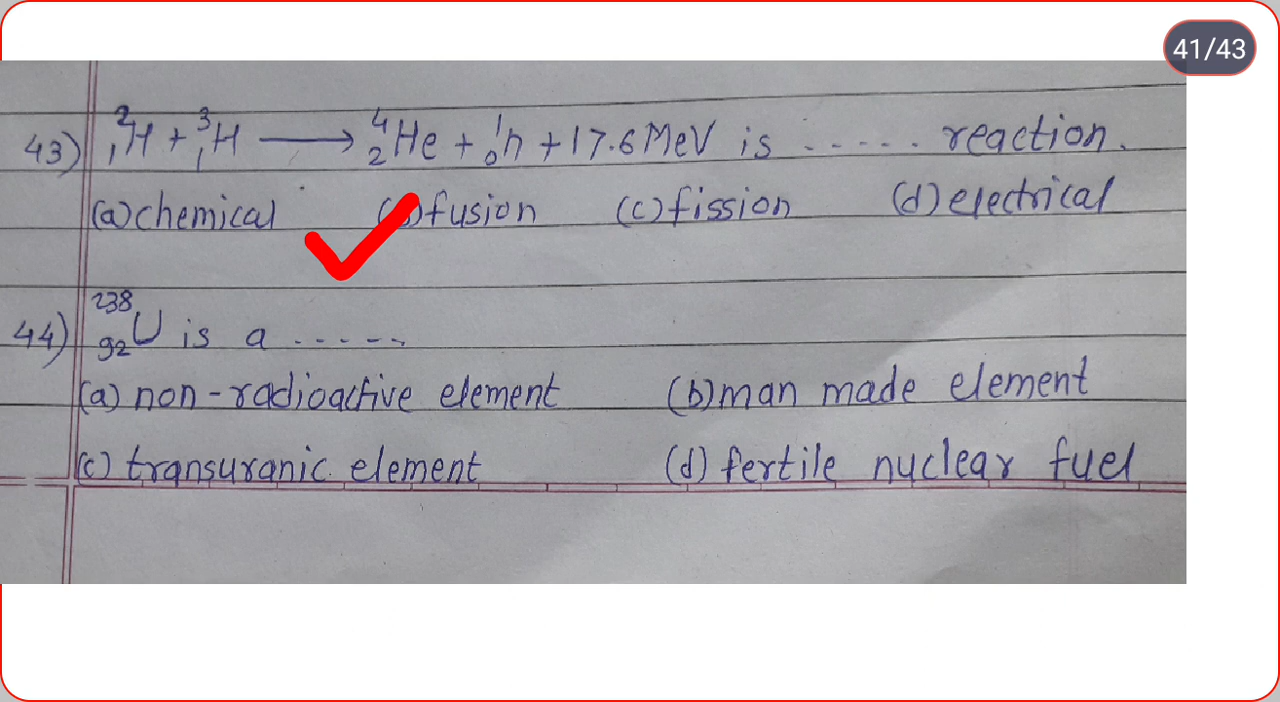 41/43
43) ²₁H + ³₁H ⟶ ⁴₂He + ¹₀n + 17.6 MeV is ..... reaction.
(a) chemical (b) fusion (c) fission (d) electrical
44) ²³⁸₉₂U is a .....
(a) non-radioactive element (b) man made element
(c) transuranic element (d) fertile nuclear fuel